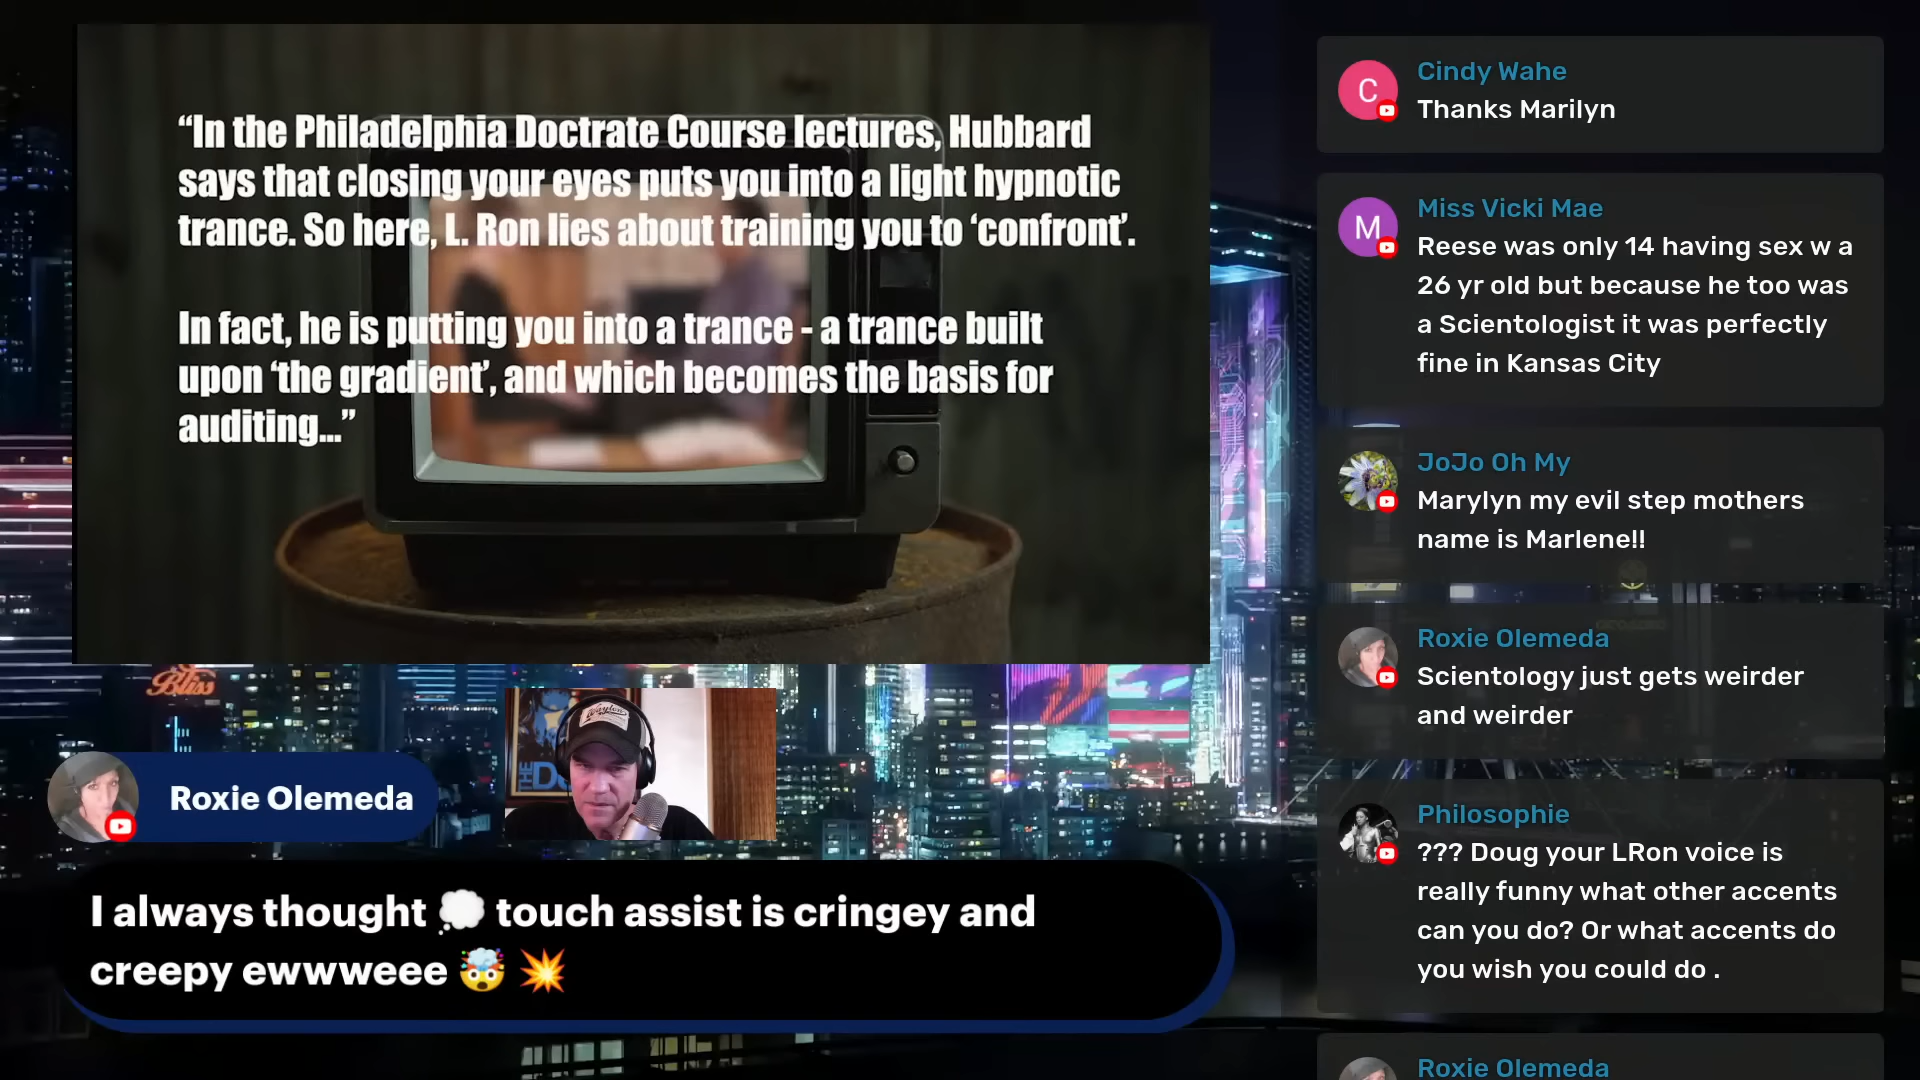 “In the Philadelphia Doctrate Course lectures, Hubbard
says that closing your eyes puts you into a light hypnotic
trance. So here, L. Ron lies about training you to ‘confront’.
In fact, he is putting you into a trance - a trance built
upon ‘the gradient’, and which becomes the basis for
auditing...”
Bliss
Roxie Olemeda
I always thought 💭 touch assist is cringey and
creepy ewwweee 🤯 💥
C
Cindy Wahe
Thanks Marilyn
M
Miss Vicki Mae
Reese was only 14 having sex w a
26 yr old but because he too was
a Scientologist it was perfectly
fine in Kansas City
JoJo Oh My
Marylyn my evil step mothers
name is Marlene!!
Roxie Olemeda
Scientology just gets weirder
and weirder
Philosophie
??? Doug your LRon voice is
really funny what other accents
can you do? Or what accents do
you wish you could do .
Roxie Olemeda